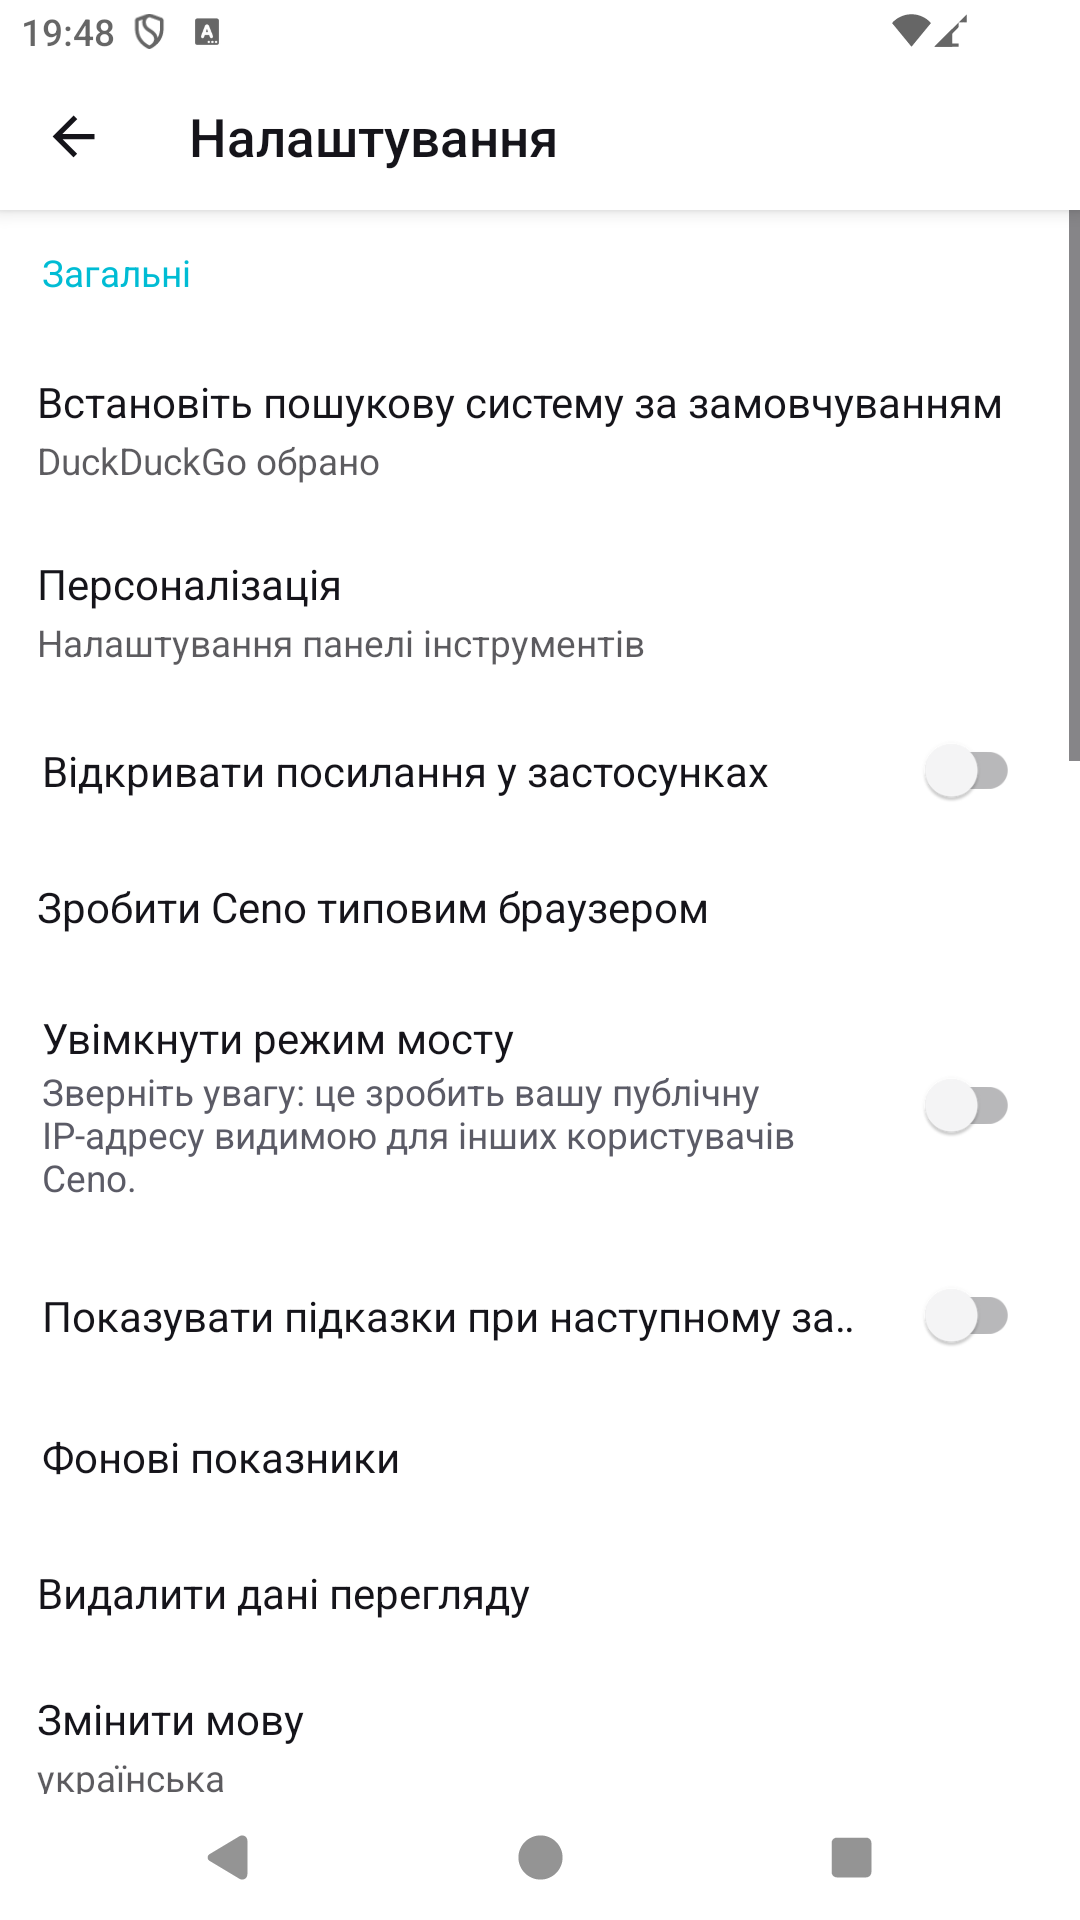 19:48
Налаштування
Загальні
Встановіть пошукову систему за замовчуванням
DuckDuckGo обрано
Персоналізація
Налаштування панелі інструментів
Відкривати посилання у застосунках
Зробити Ceno типовим браузером
Увімкнути режим мосту
Зверніть увагу: це зробить вашу публічну
IP-адресу видимою для інших користувачів
Ceno.
Показувати підказки при наступному за..
Фонові показники
Видалити дані перегляду
Змінити мову
українська